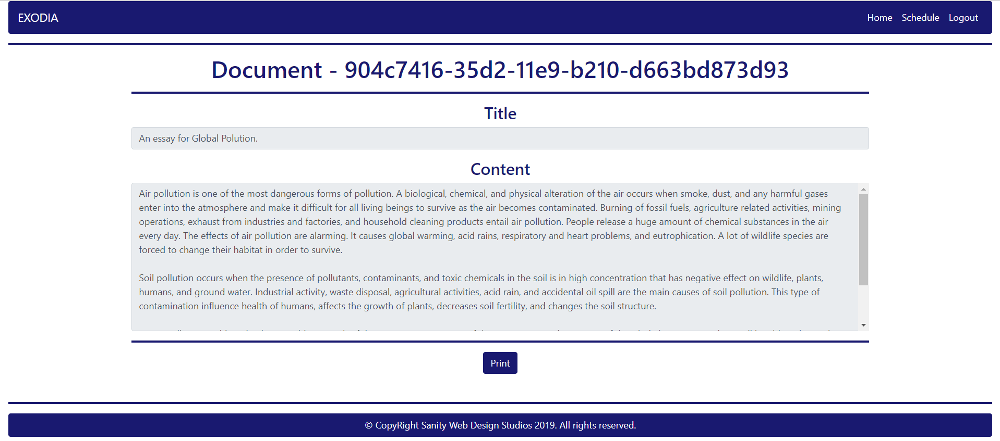 EXODIA
Home Schedule Logout
Document - 904c7416-35d2-11e9-b210-d663bd873d93
Title
An essay for Global Polution.
Content
Air pollution is one of the most dangerous forms of pollution. A biological, chemical, and physical alteration of the air occurs when smoke, dust, and any harmful gases
enter into the atmosphere and make it difficult for all living beings to survive as the air becomes contaminated. Burning of fossil fuels, agriculture related activities, mining
operations, exhaust from industries and factories, and household cleaning products entail air pollution. People release a huge amount of chemical substances in the air
every day. The effects of air pollution are alarming. It causes global warming, acid rains, respiratory and heart problems, and eutrophication. A lot of wildlife species are
forced to change their habitat in order to survive.
Soil pollution occurs when the presence of pollutants, contaminants, and toxic chemicals in the soil is in high concentration that has negative effect on wildlife, plants,
humans, and ground water. Industrial activity, waste disposal, agricultural activities, acid rain, and accidental oil spill are the main causes of soil pollution. This type of
contamination influence health of humans, affects the growth of plants, decreases soil fertility, and changes the soil structure.
Print
© CopyRight Sanity Web Design Studios 2019. All rights reserved.